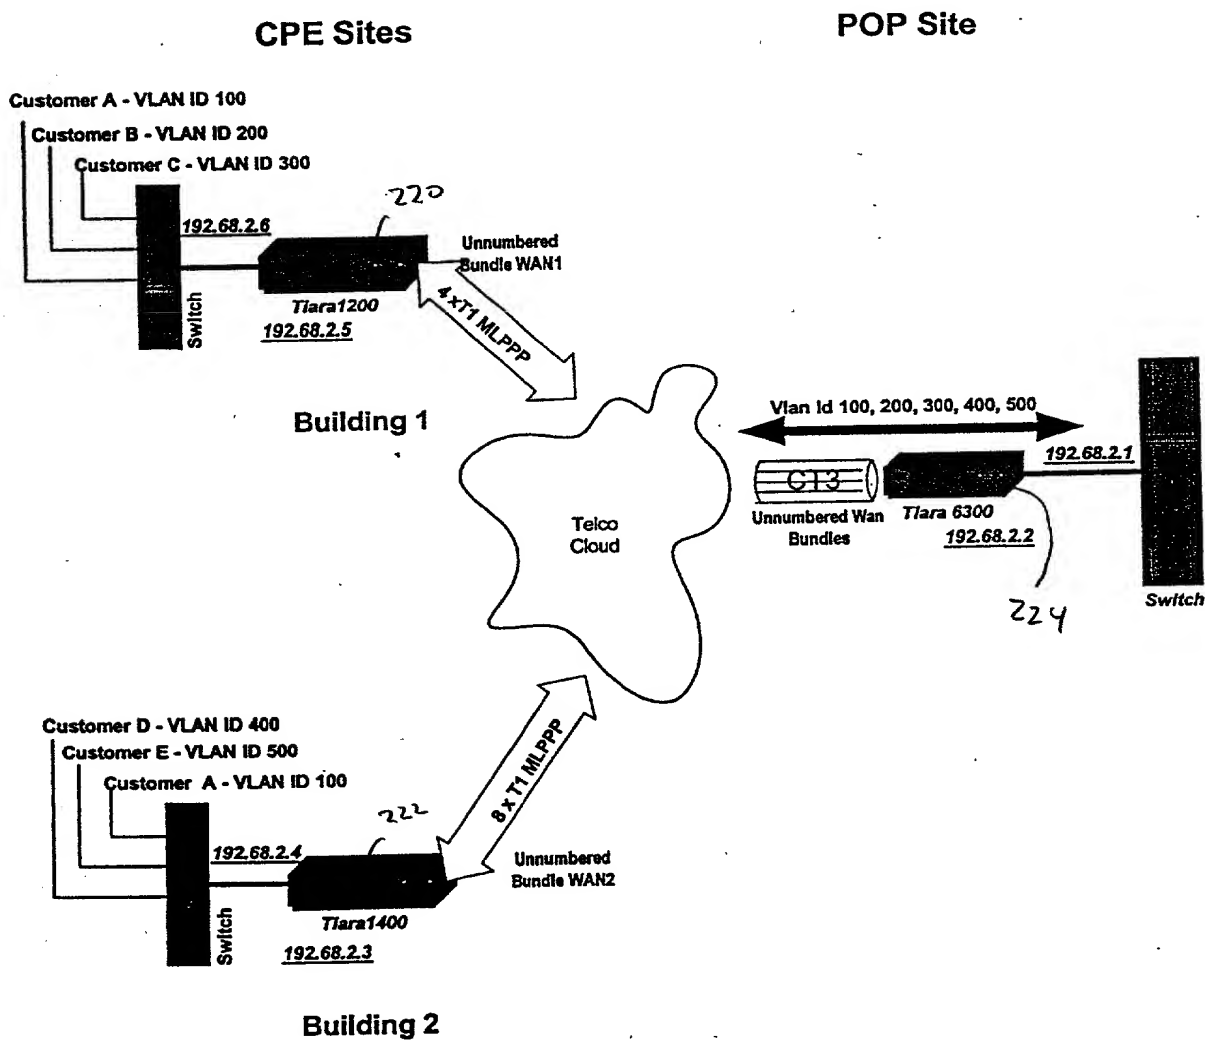 CPE Sites
POP Site
Customer A - VLAN ID 100
Customer B - VLAN ID 200
Customer C - VLAN ID 300
220
192.68.2.6
Unnumbered
Bundle WAN1
Tiara1200
192.68.2.5
Switch
4 xT1 MLPPP
Building 1
Vlan Id 100, 200, 300, 400, 500
192.68.2.1
CT3
Unnumbered Wan
Bundles
Tiara 6300
192.68.2.2
224
Switch
Telco
Cloud
Customer D - VLAN ID 400
Customer E - VLAN ID 500
Customer A - VLAN ID 100
222
8 x T1 MLPPP
192.68.2.4
Unnumbered
Bundle WAN2
Tiara1400
192.68.2.3
Switch
Building 2